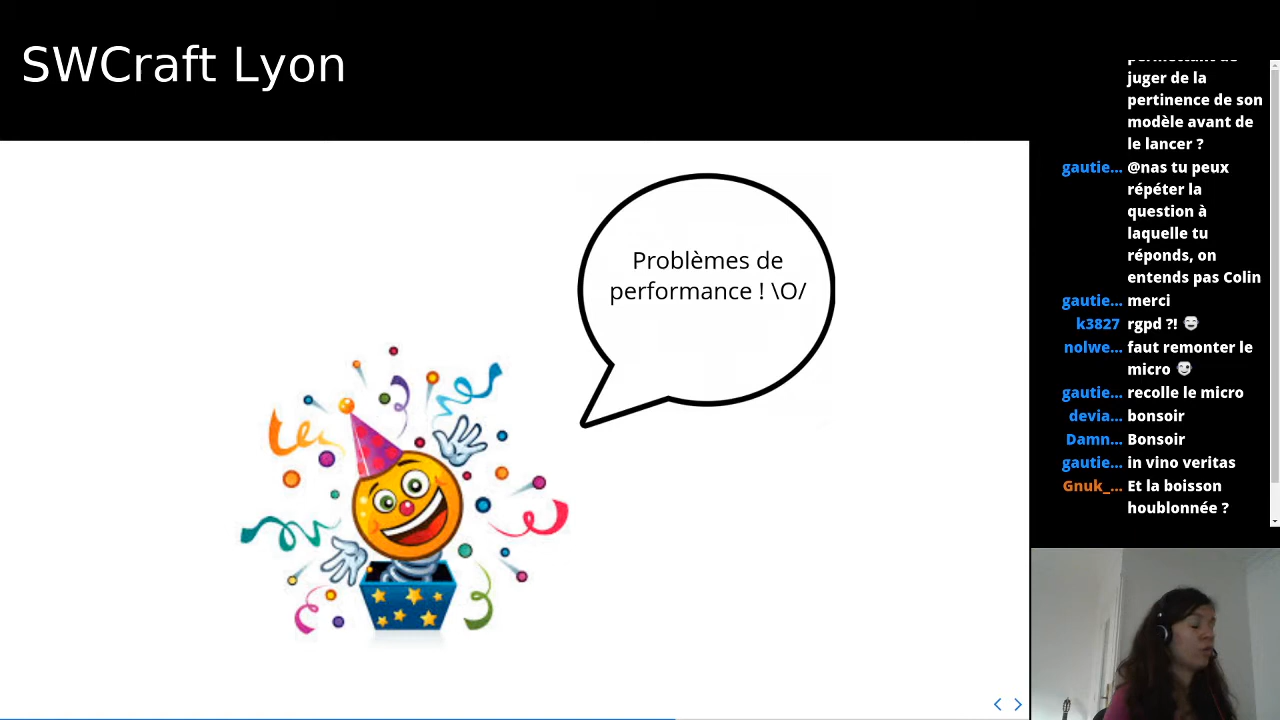 SWCraft Lyon
Problèmes de
performance ! \O/
juger de la
pertinence de son
modèle avant de
le lancer ?
gautie... @nas tu peux
répéter la
question à
laquelle tu
réponds, on
entends pas Colin
gautie... merci
k3827 rgpd ?!
nolwe... faut remonter le
micro
gautie... recolle le micro
devia... bonsoir
Damn... Bonsoir
gautie... in vino veritas
Gnuk_... Et la boisson
houblonnée ?